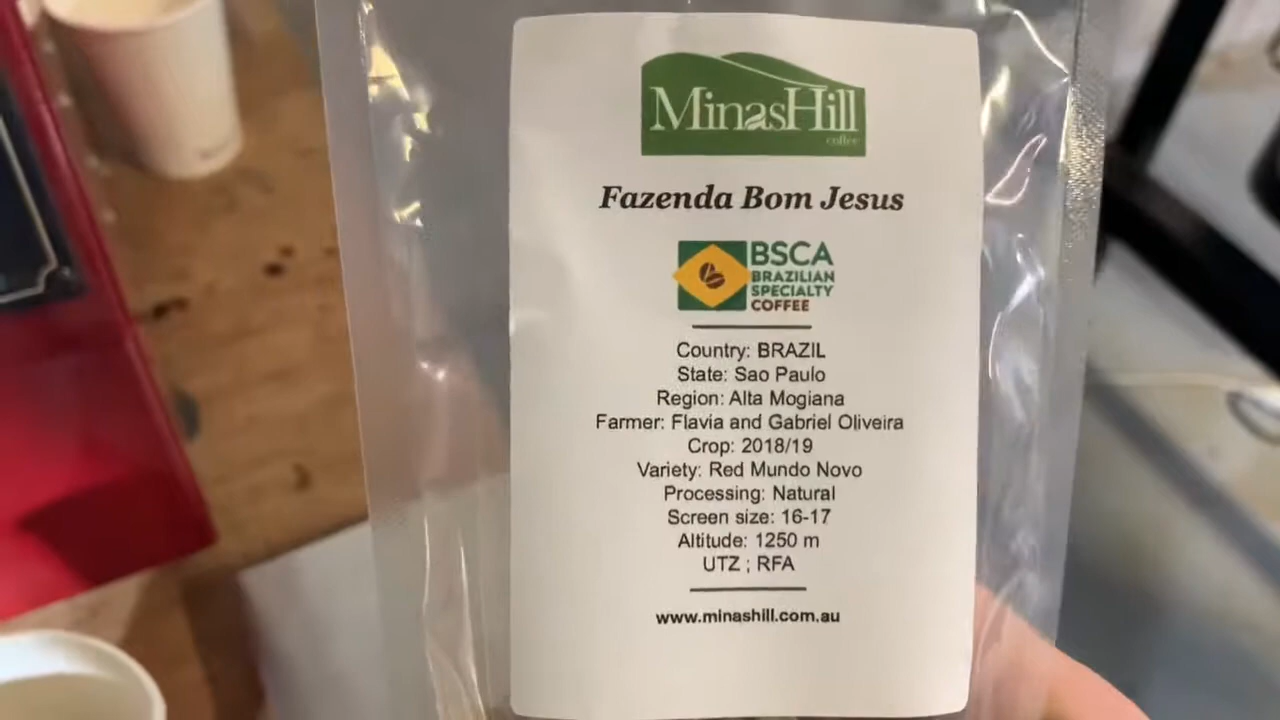 MinasHill
coffee
Fazenda Bom Jesus
BSCA
BRAZILIAN
SPECIALTY
COFFEE
Country: BRAZIL
State: Sao Paulo
Region: Alta Mogiana
Farmer: Flavia and Gabriel Oliveira
Crop: 2018/19
Variety: Red Mundo Novo
Processing: Natural
Screen size: 16-17
Altitude: 1250 m
UTZ ; RFA
www.minashill.com.au